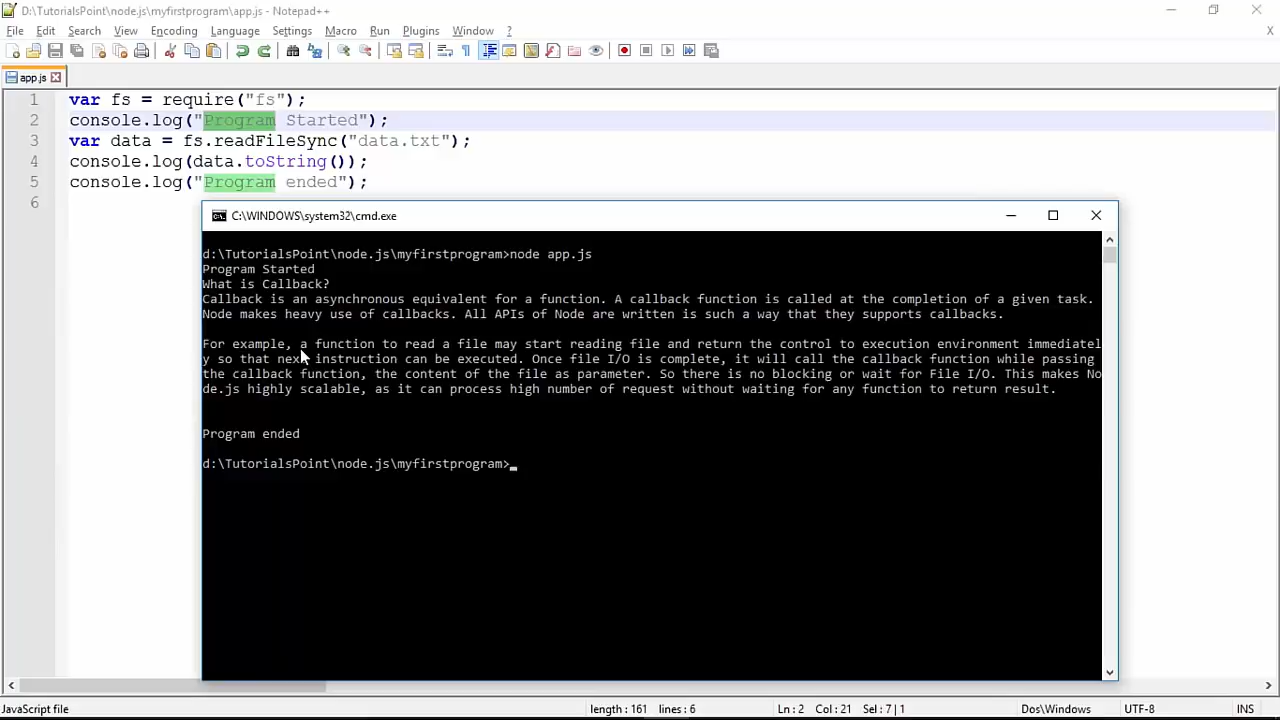 D:\TutorialsPoint\node.js\myfirstprogram\app.js - Notepad++
File Edit Search View Encoding Language Settings Macro Run Plugins Window ?
X
app.js
1 var fs = require("fs");
2 console.log("Program Started");
3 var data = fs.readFileSync("data.txt");
4 console.log(data.toString());
5 console.log("Program ended");
6
C:\WINDOWS\system32\cmd.exe
d:\TutorialsPoint\node.js\myfirstprogram>node app.js
Program Started
What is Callback?
Callback is an asynchronous equivalent for a function. A callback function is called at the completion of a given task.
Node makes heavy use of callbacks. All APIs of Node are written is such a way that they supports callbacks.
For example, a function to read a file may start reading file and return the control to execution environment immediatel
y so that next instruction can be executed. Once file I/O is complete, it will call the callback function while passing
the callback function, the content of the file as parameter. So there is no blocking or wait for File I/O. This makes No
de.js highly scalable, as it can process high number of request without waiting for any function to return result.
Program ended
d:\TutorialsPoint\node.js\myfirstprogram>
JavaScript file length : 161 lines : 6 Ln : 2 Col : 21 Sel : 7 | 1 Dos\Windows UTF-8 INS